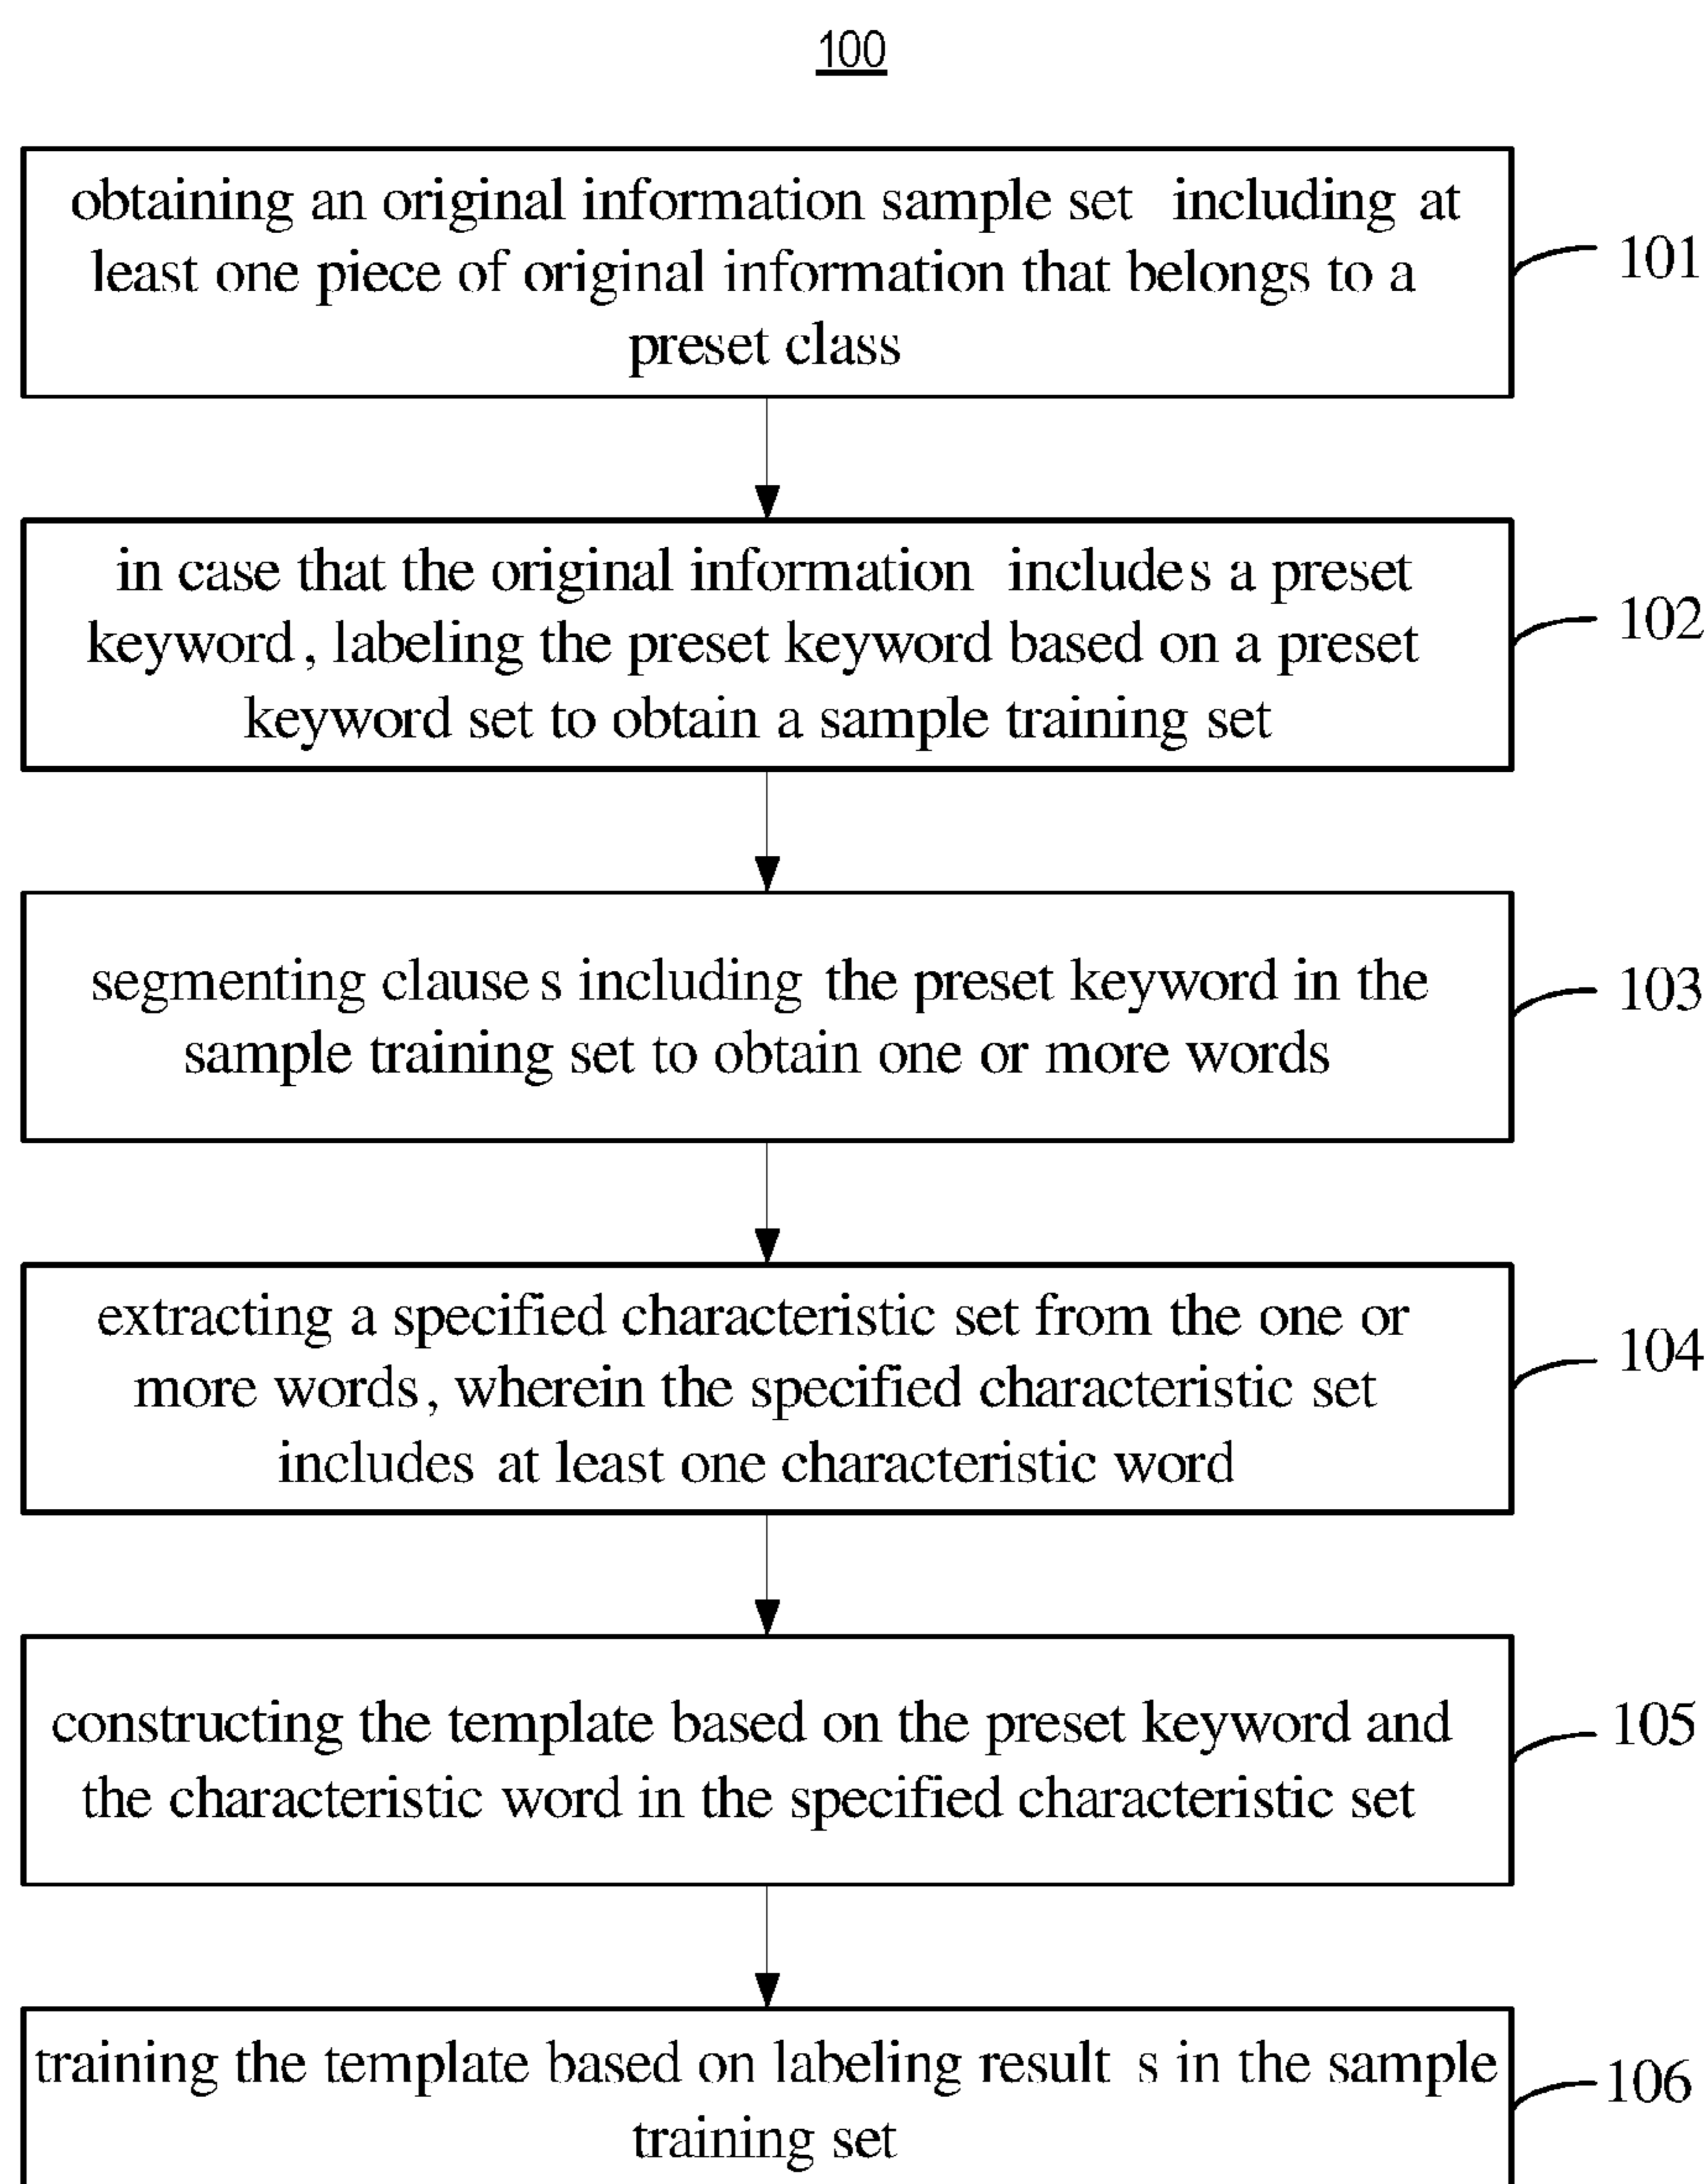 100
obtaining an original information sample set including at
least one piece of original information that belongs to a
preset class
101
in case that the original information includes a preset
keyword, labeling the preset keyword based on a preset
keyword set to obtain a sample training set
102
segmenting clause s including the preset keyword in the
sample training set to obtain one or more words
103
extracting a specified characteristic set from the one or
more words, wherein the specified characteristic set
includes at least one characteristic word
104
constructing the template based on the preset keyword and
the characteristic word in the specified characteristic set
105
training the template based on labeling result s in the sample
training set
106